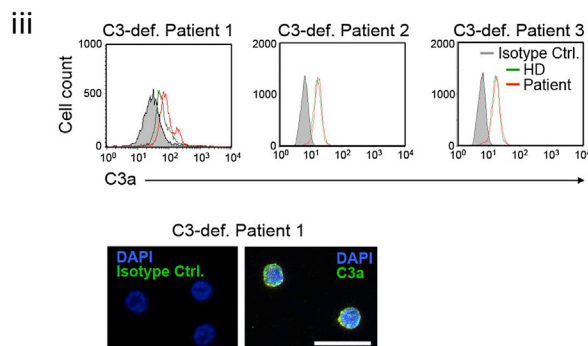 iii
C3-def. Patient 1 C3-def. Patient 2 C3-def. Patient 3
Cell count
1000
500
0
10⁰ 10¹ 10² 10³ 10⁴
2000
1000
0
10⁰ 10¹ 10² 10³ 10⁴
2000
1000
0
10⁰ 10¹ 10² 10³ 10⁴
Isotype Ctrl.
HD
Patient
C3a
C3-def. Patient 1
DAPI
Isotype Ctrl.
DAPI
C3a